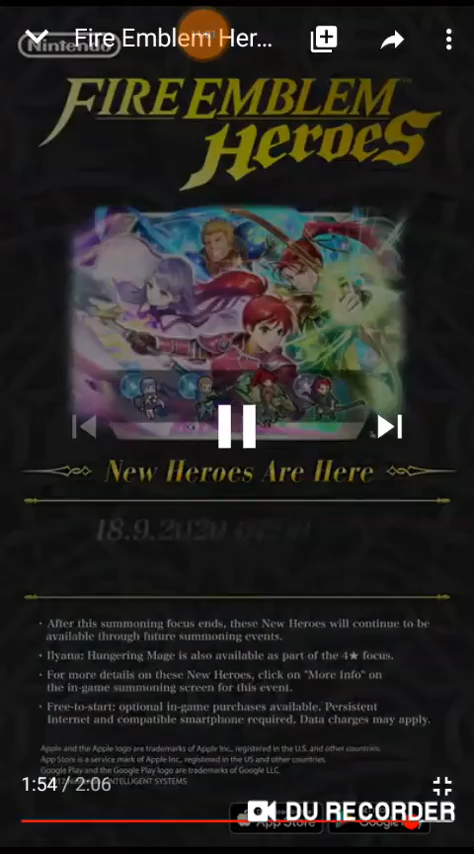 Nintendo
Fire Emblem Her...
FIRE EMBLEM
Heroes
New Heroes Are Here
18.9.2020
• After this summoning focus ends, these New Heroes will continue to
available through future summoning events.
• Ilyana: Hungering Mage is also available as part of the 4★ focus.
• For more details on these New Heroes, click on "More Info" on
the in-game summoning screen for this event.
• Free-to-start: optional in-game purchases available. Persistent
Internet and compatible smartphone required. Data charges may apply.
Apple and the Apple logo are trademarks of Apple Inc., registered in the U.S. and other countries.
App Store is a service mark of Apple Inc., registered in the US and other countries.
Google Play and the Google Play logo are trademarks of Google LLC.
1:54 / 2:06
INTELLIGENT SYSTEMS
DU RECORDER
App Store